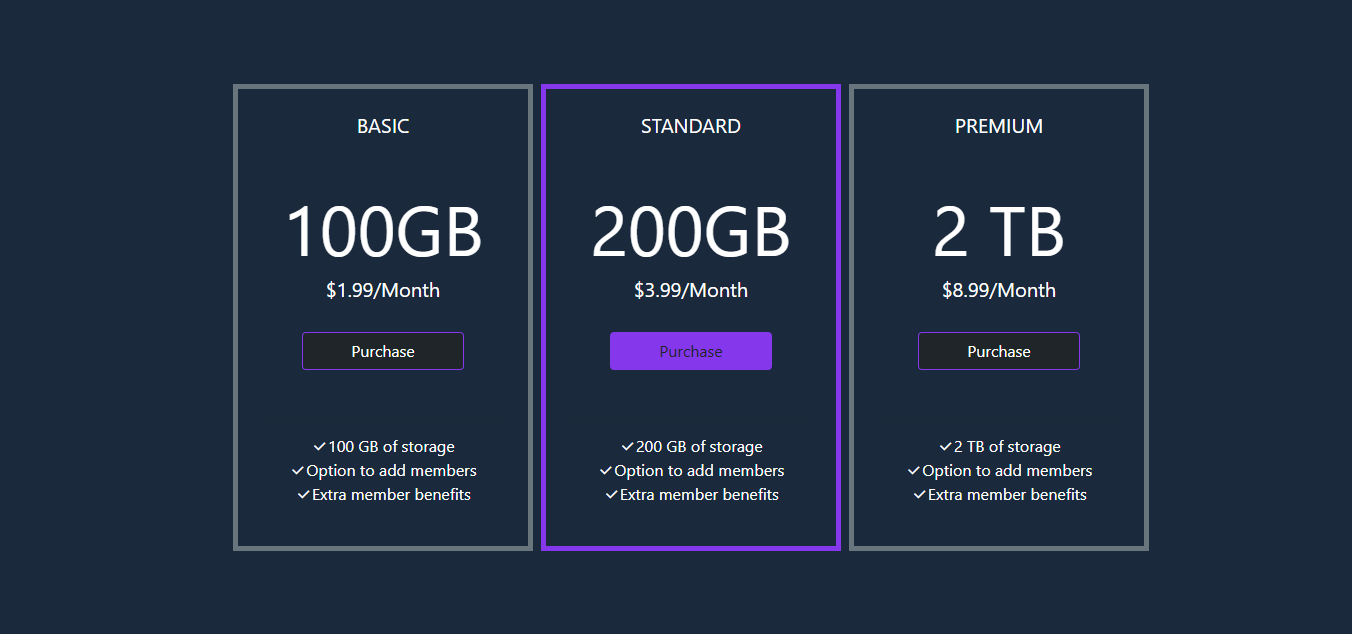 BASIC
100GB
$1.99/Month
Purchase
100 GB of storage
Option to add members
Extra member benefits
STANDARD
200GB
$3.99/Month
Purchase
200 GB of storage
Option to add members
Extra member benefits
PREMIUM
2 TB
$8.99/Month
Purchase
2 TB of storage
Option to add members
Extra member benefits